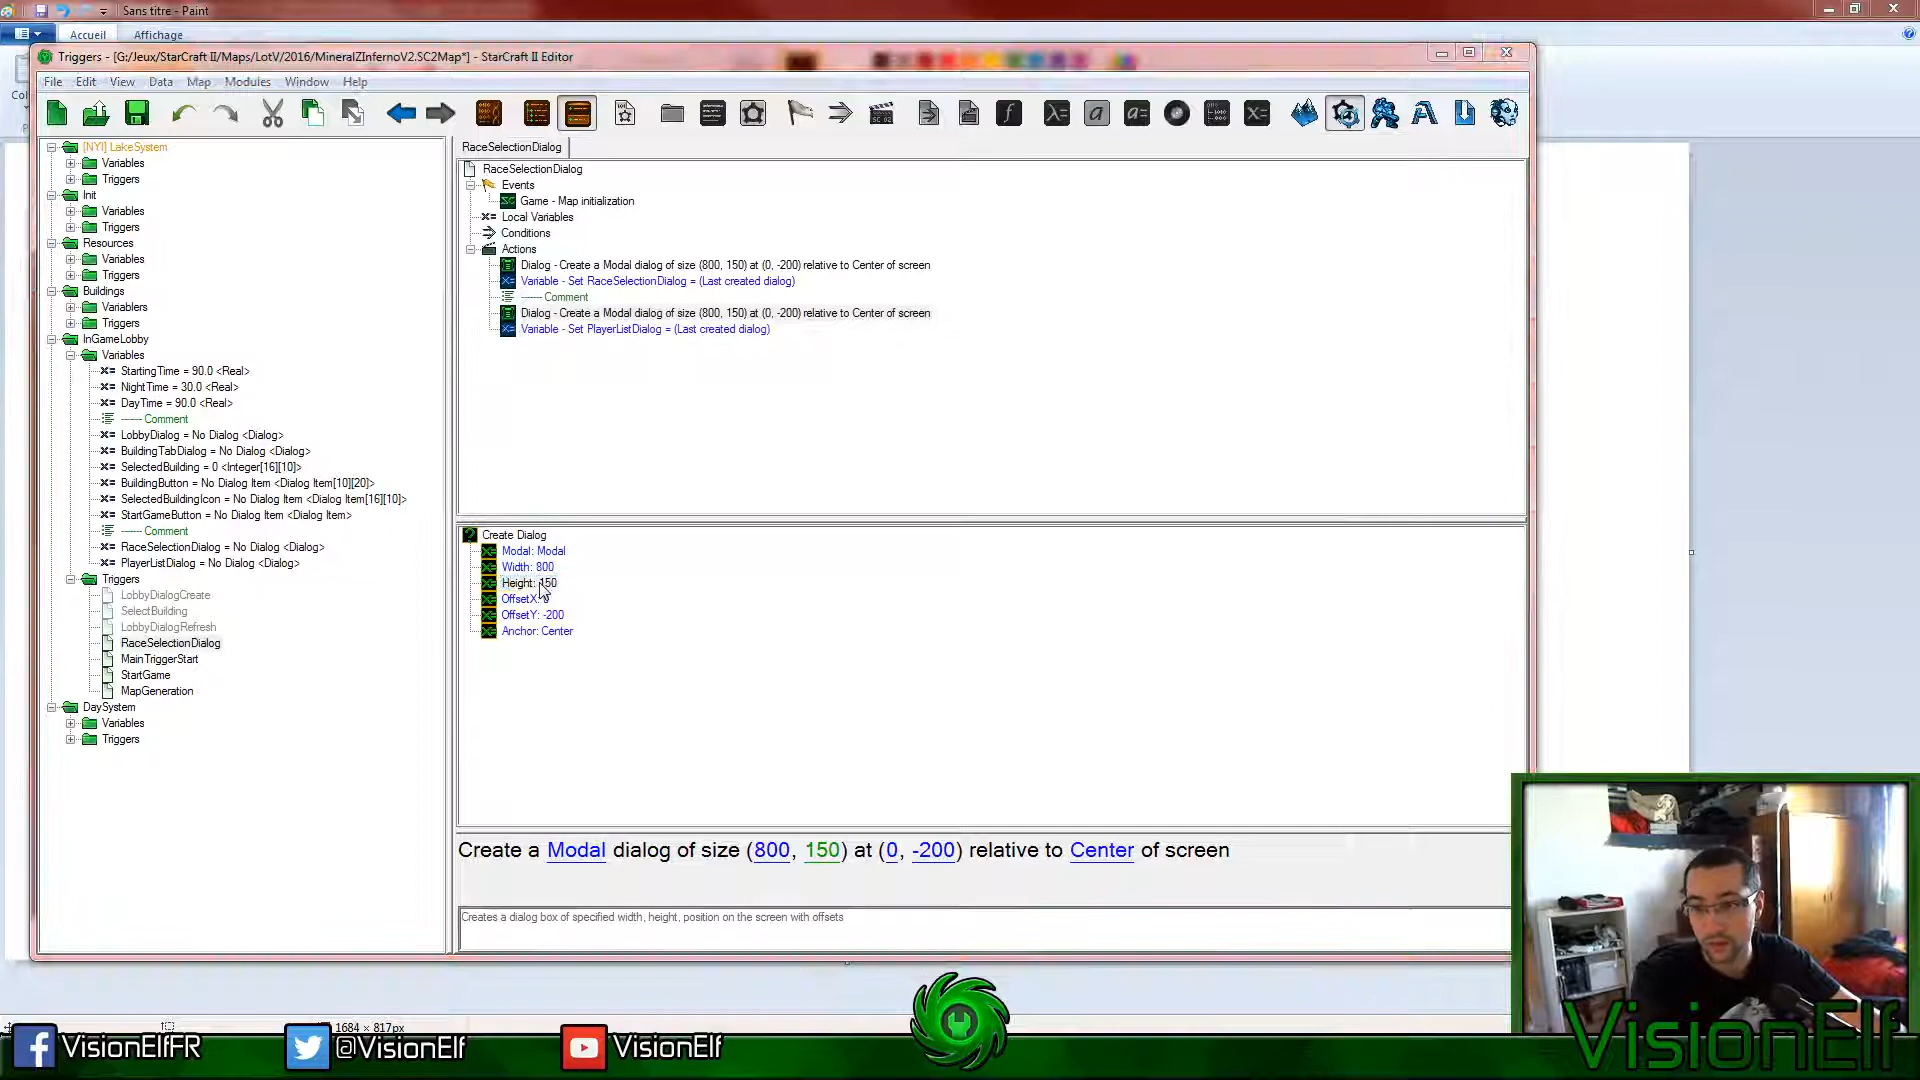 Sans titre - Paint
Accueil
Affichage
Triggers - [G:/Jeux/StarCraft II/Maps/LotV/2016/MineralZInfernoV2.SC2Map*] - StarCraft II Editor
File Edit View Data Map Modules Window Help
[NYI] LakeSystem
Variables
Triggers
Init
Variables
Triggers
Resources
Variables
Triggers
Buildings
Variablers
Triggers
InGameLobby
Variables
StartingTime = 90.0 <Real>
NightTime = 30.0 <Real>
DayTime = 90.0 <Real>
------- Comment
LobbyDialog = No Dialog <Dialog>
BuildingTabDialog = No Dialog <Dialog>
SelectedBuilding = 0 <Integer[16][10]>
BuildingButton = No Dialog Item <Dialog Item[10][20]>
SelectedBuildingIcon = No Dialog Item <Dialog Item[16][10]>
StartGameButton = No Dialog Item <Dialog Item>
------- Comment
RaceSelectionDialog = No Dialog <Dialog>
PlayerListDialog = No Dialog <Dialog>
Triggers
LobbyDialogCreate
SelectBuilding
LobbyDialogRefresh
RaceSelectionDialog
MainTriggerStart
StartGame
MapGeneration
DaySystem
Variables
Triggers
RaceSelectionDialog
RaceSelectionDialog
Events
Game - Map initialization
Local Variables
Conditions
Actions
Dialog - Create a Modal dialog of size (800, 150) at (0, -200) relative to Center of screen
Variable - Set RaceSelectionDialog = (Last created dialog)
------- Comment
Dialog - Create a Modal dialog of size (800, 150) at (0, -200) relative to Center of screen
Variable - Set PlayerListDialog = (Last created dialog)
Create Dialog
Modal: Modal
Width: 800
Height: 150
OffsetX: 0
OffsetY: -200
Anchor: Center
Create a Modal dialog of size (800, 150) at (0, -200) relative to Center of screen
Creates a dialog box of specified width, height, position on the screen with offsets
1684 × 817px
VisionElfFR
@VisionElf
VisionElf
VisionElf